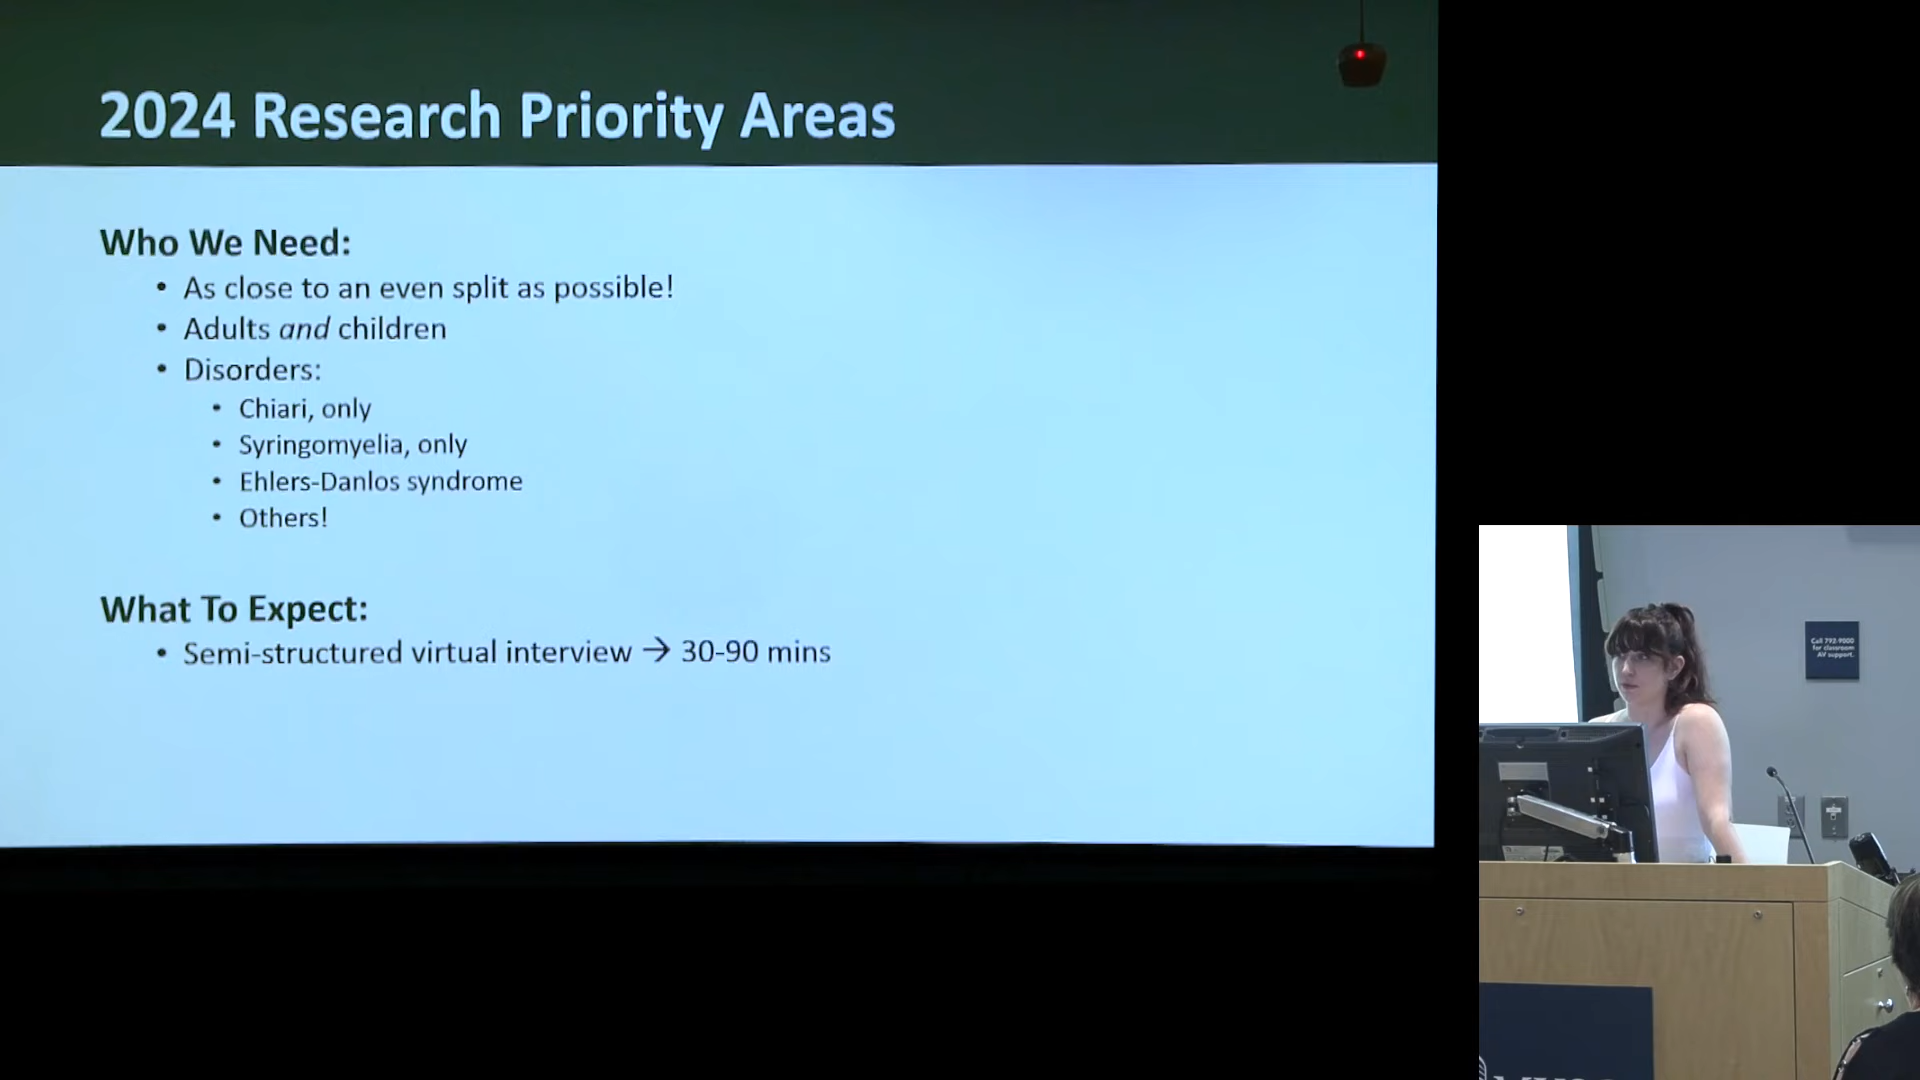 2024 Research Priority Areas
Who We Need:
• As close to an even split as possible!
• Adults and children
• Disorders:
• Chiari, only
• Syringomyelia, only
• Ehlers-Danlos syndrome
• Others!
What To Expect:
• Semi-structured virtual interview → 30-90 mins
Call 792-9000
for classroom
AV support.